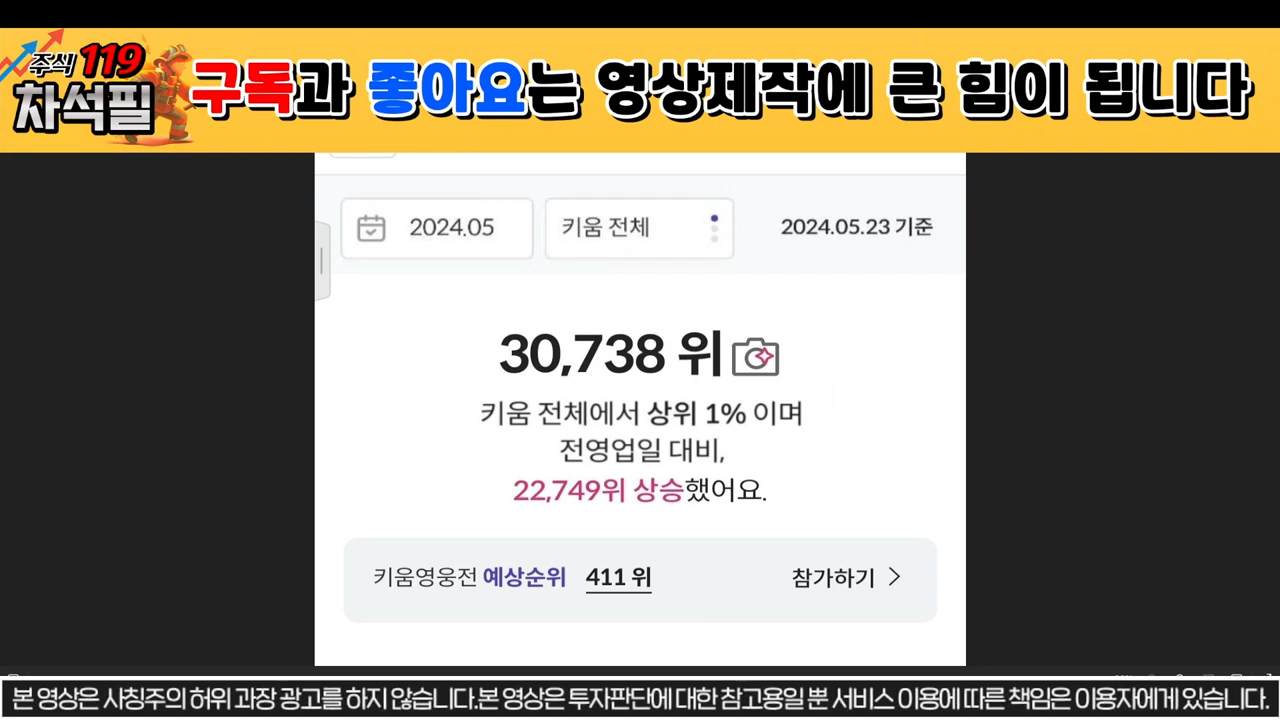 주식 119
차석필
구독과 좋아요는 영상제작에 큰 힘이 됩니다
2024.05
키움 전체
2024.05.23 기준
30,738 위
키움 전체에서 상위 1% 이며
전영업일 대비,
22,749위 상승했어요.
키움영웅전 예상순위 411 위
참가하기
본 영상은 사칭주의 허위 과장 광고를 하지 않습니다.본 영상은 투자판단에 대한 참고용일 뿐 서비스 이용에 따른 책임은 이용자에게 있습니다.